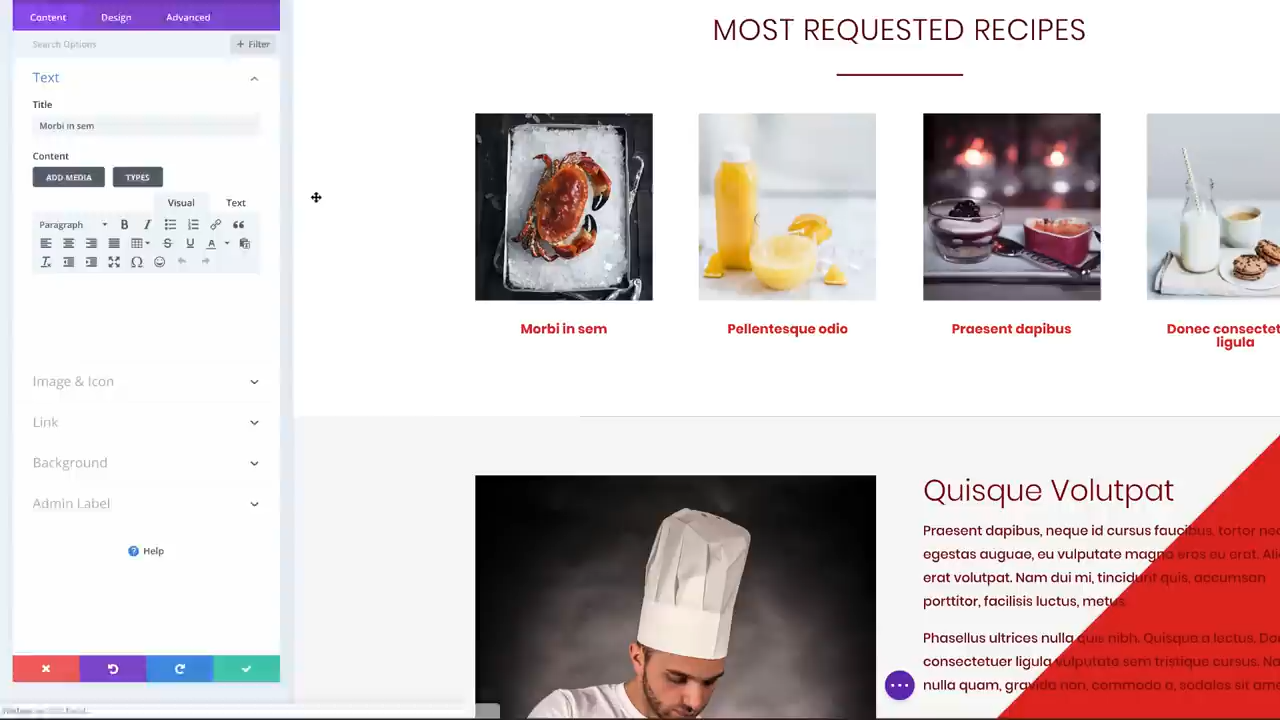 Content Design Advanced
Search Options + Filter
Text
Title
Morbi in sem
Content
ADD MEDIA TYPES
Visual Text
Paragraph
Image & Icon
Link
Background
Admin Label
Help
MOST REQUESTED RECIPES
Morbi in sem
Pellentesque odio
Praesent dapibus
Donec consectet
ligula
Quisque Volutpat
Praesent dapibus, neque id cursus faucibus, tortor nec
egestas auguae, eu vulputate magna eros eu erat. Ali
erat volutpat. Nam dui mi, tincidunt quis, accumsan
porttitor, facilisis luctus, metus
Phasellus ultrices nulla quis nibh. Quisque a lectus. Do
consectetuer ligula vulputate sem tristique cursus. Na
nulla quam, gravida non, commodo a, sodales sit ame